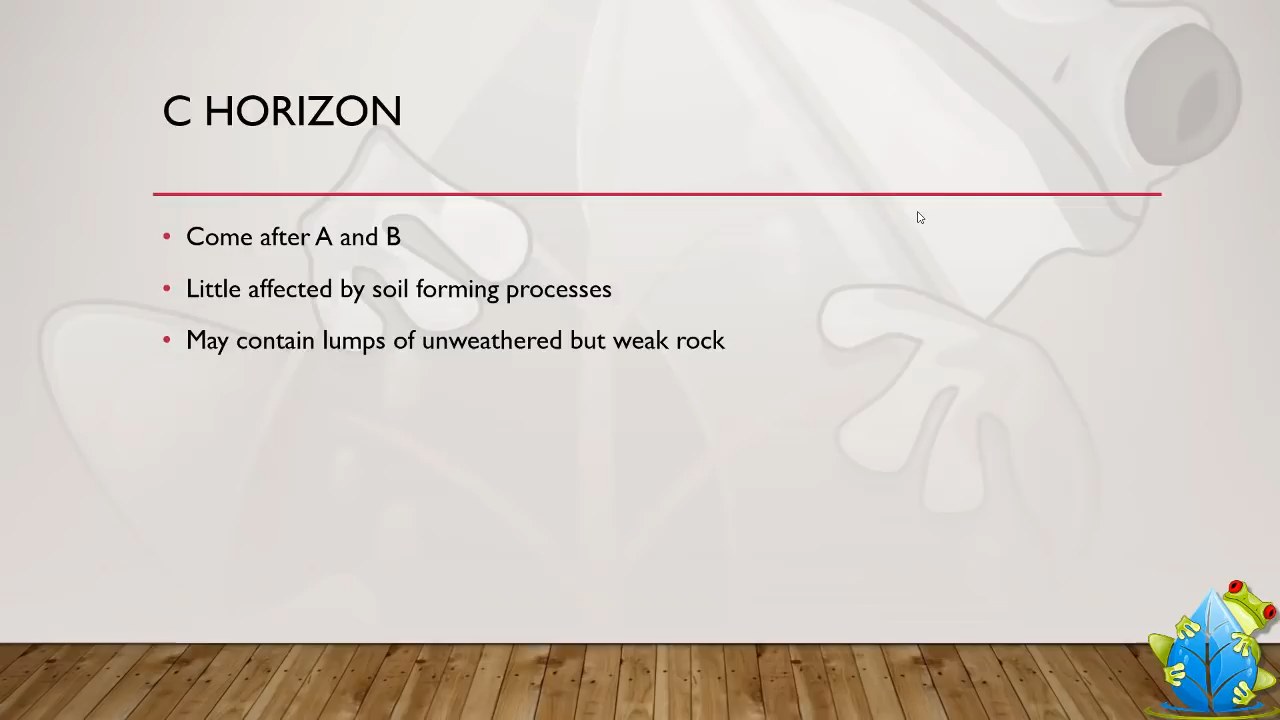 C HORIZON
• Come after A and B
• Little affected by soil forming processes
• May contain lumps of unweathered but weak rock